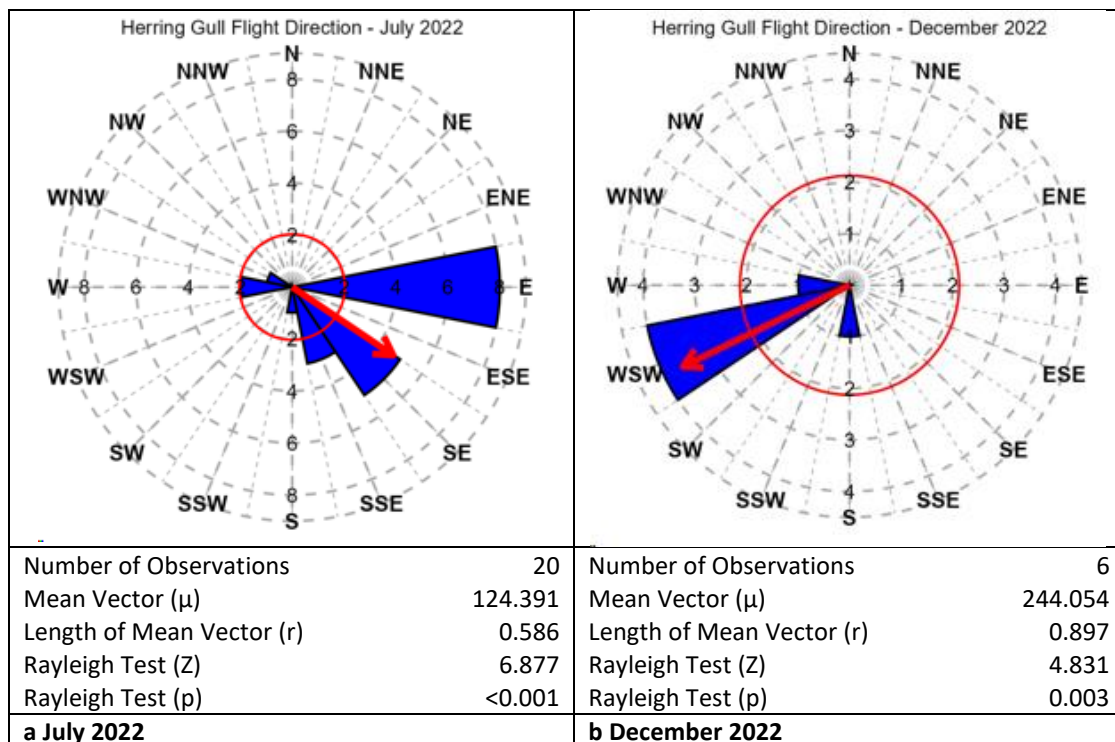 Herring Gull Flight Direction - July 2022
N
NNW NNE
8
NW NE
6
4
WNW ENE
2
W 8 6 4 2 2 4 6 8 E
2
WSW ESE
4
SW SE
6
SSW SSE
8
S
Herring Gull Flight Direction - December 2022
N
NNW NNE
4
NW NE
3
WNW ENE
2
1
W 4 3 2 1 1 2 3 4 E
WSW ESE
2
SW SE
3
SSW SSE
4
S
Number of Observations 20
Mean Vector (μ) 124.391
Length of Mean Vector (r) 0.586
Rayleigh Test (Z) 6.877
Rayleigh Test (p) <0.001
a July 2022
Number of Observations 6
Mean Vector (μ) 244.054
Length of Mean Vector (r) 0.897
Rayleigh Test (Z) 4.831
Rayleigh Test (p) 0.003
b December 2022